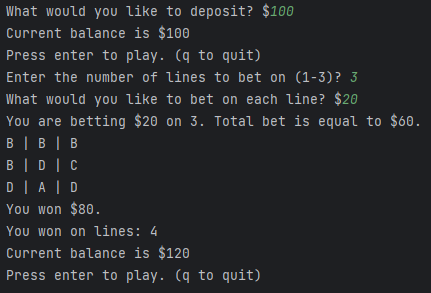 What would you like to deposit? $100
Current balance is $100
Press enter to play. (q to quit)
Enter the number of lines to bet on (1-3)? 3
What would you like to bet on each line? $20
You are betting $20 on 3. Total bet is equal to $60.
B | B | B
B | D | C
D | A | D
You won $80.
You won on lines: 4
Current balance is $120
Press enter to play. (q to quit)